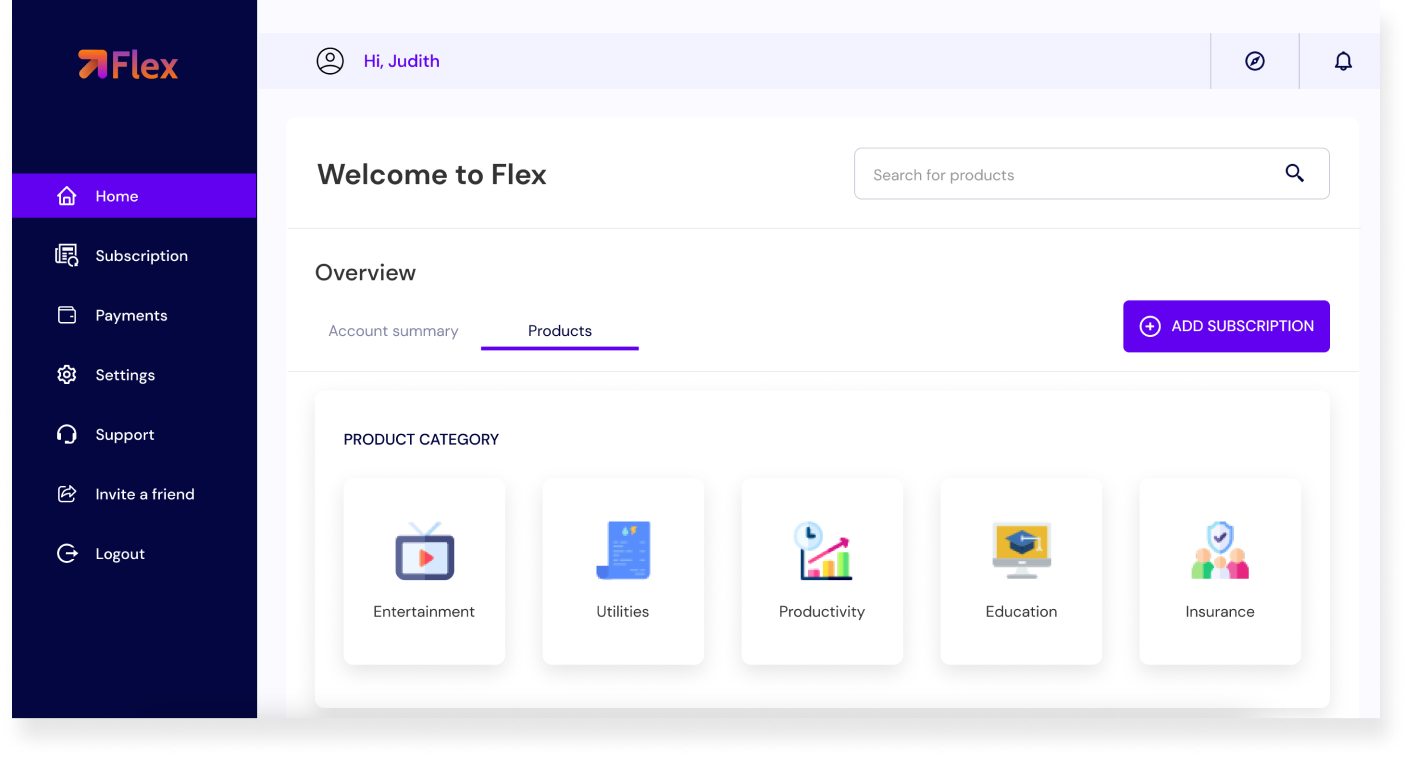 Flex
Home
Subscription
Payments
Settings
Support
Invite a friend
Logout
Hi, Judith
Welcome to Flex
Search for products
Overview
Account summary
Products
ADD SUBSCRIPTION
PRODUCT CATEGORY
Entertainment
Utilities
Productivity
Education
Insurance